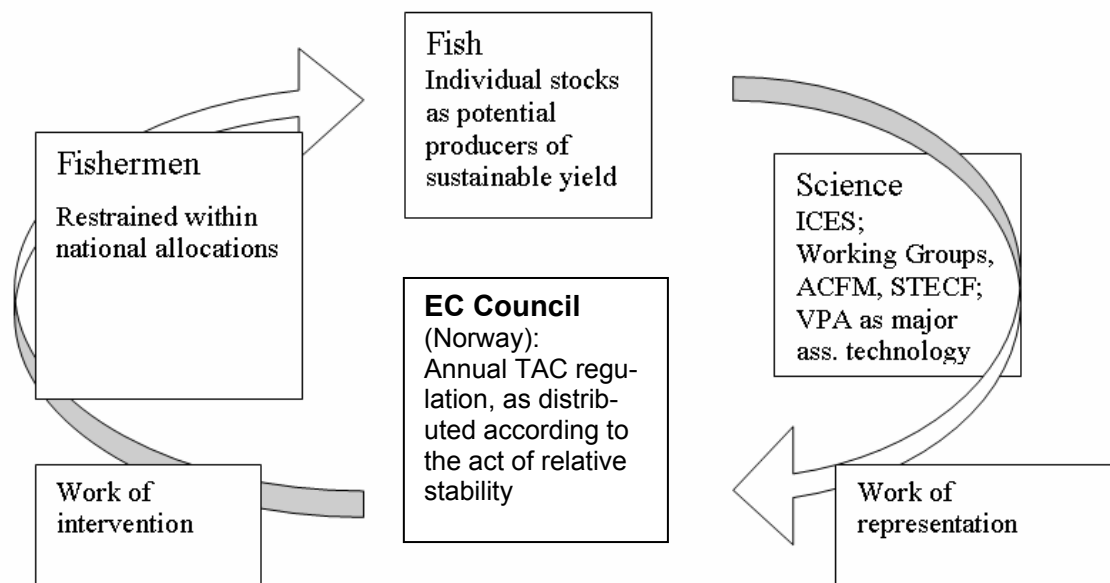 Fish
Individual stocks
as potential
producers of
sustainable yield
Fishermen
Restrained within
national allocations
Science
ICES;
Working Groups,
ACFM, STECF;
VPA as major
ass. technology
EC Council
(Norway):
Annual TAC regu-
lation, as distrib-
uted according to
the act of relative
stability
Work of
intervention
Work of
representation